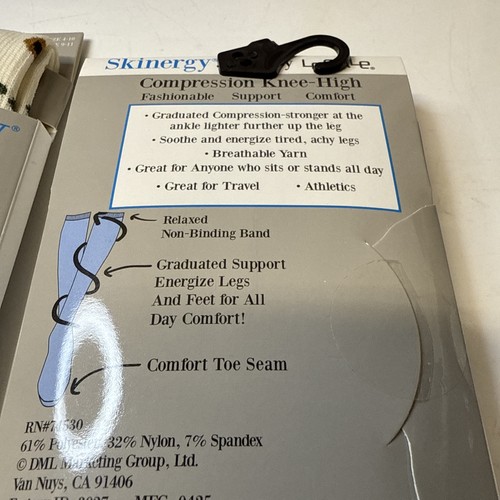 Skinergy
Compression Knee-High
Fashionable Support Comfort
• Graduated Compression-stronger at the
ankle lighter further up the leg
• Soothe and energize tired, achy legs
• Breathable Yarn
• Great for Anyone who sits or stands all day
• Great for Travel • Athletics
Relaxed
Non-Binding Band
Graduated Support
Energize Legs
And Feet for All
Day Comfort!
Comfort Toe Seam
61% Polyester, 32% Nylon, 7% Spandex
© DML Marketing Group, Ltd.
Van Nuys, CA 91406